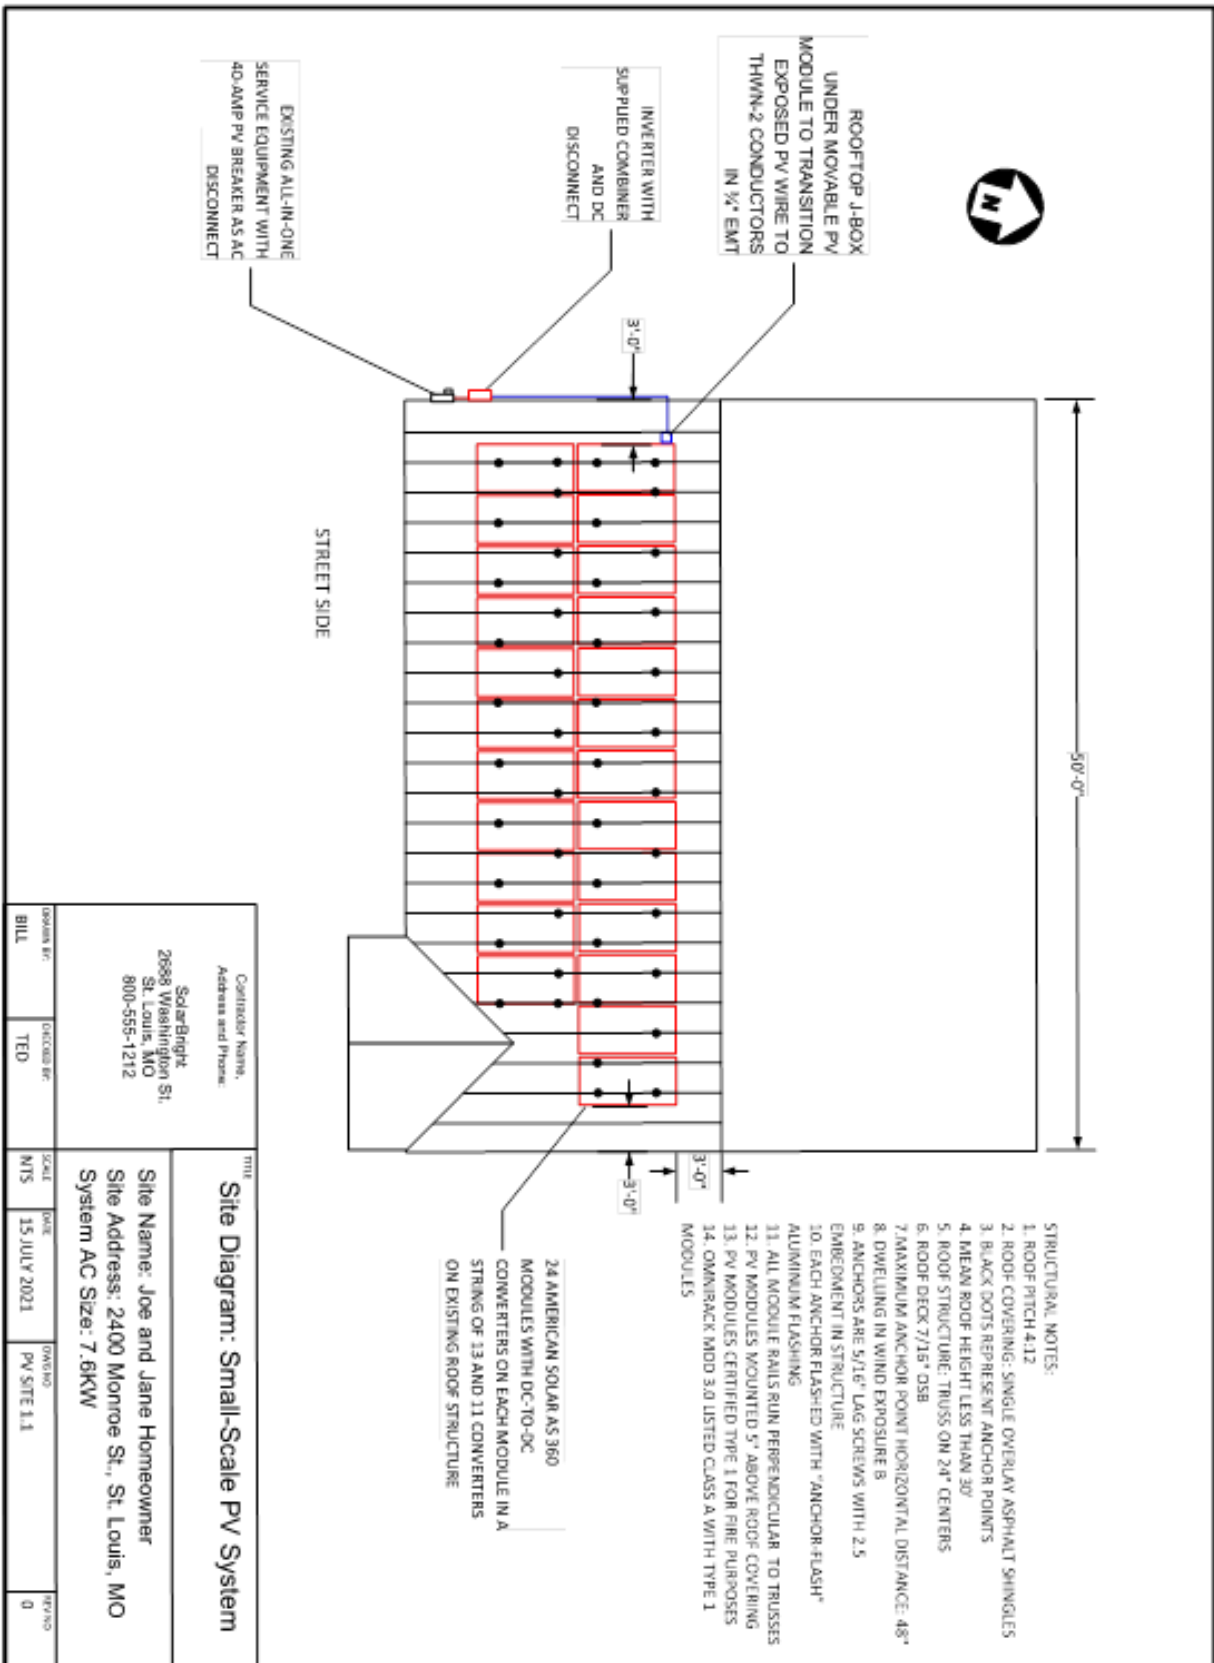 N
ROOFTOP J-BOX
UNDER MOVABLE PV
MODULE TO TRANSITION
EXPOSED PV WIRE TO
THWN-2 CONDUCTORS
IN ¾" EMT
INVERTER WITH
SUPPLIED COMBINER
AND DC
DISCONNECT
EXISTING ALL-IN-ONE
SERVICE EQUIPMENT WITH
40-AMP PV BREAKER AS AC
DISCONNECT
3'-0"
50'-0"
STREET SIDE
3'-0"
3'-0"
STRUCTURAL NOTES:
1. ROOF PITCH 4:12
2. ROOF COVERING: SINGLE OVERLAY ASPHALT SHINGLES
3. BLACK DOTS REPRESENT ANCHOR POINTS
4. MEAN ROOF HEIGHT LESS THAN 30'
5. ROOF STRUCTURE: TRUSS ON 24" CENTERS
6. ROOF DECK 7/16" OSB
7.MAXIMUM ANCHOR POINT HORIZONTAL DISTANCE: 48"
8. DWELLING IN WIND EXPOSURE B
9. ANCHORS ARE 5/16" LAG SCREWS WITH 2.5
EMBEDMENT IN STRUCTURE
10. EACH ANCHOR FLASHED WITH "ANCHOR-FLASH"
ALUMINUM FLASHING
11. ALL MODULE RAILS RUN PERPENDICULAR TO TRUSSES
12. PV MODULES MOUNTED 5" ABOVE ROOF COVERING
13. PV MODULES CERTIFIED TYPE 1 FOR FIRE PURPOSES
14. OMNIRACK MOD 3.0 LISTED CLASS A WITH TYPE 1
MODULES
24 AMERICAN SOLAR AS 360
MODULES WITH DC-TO-DC
CONVERTERS ON EACH MODULE IN A
STRING OF 13 AND 11 CONVERTERS
ON EXISTING ROOF STRUCTURE
Contractor Name,
Address and Phone:
SolarBright
2688 Washington St.
St. Louis, MO
800-555-1212
TITLE
Site Diagram: Small-Scale PV System
Site Name: Joe and Jane Homeowner
Site Address: 2400 Monroe St., St. Louis, MO
System AC Size: 7.6KW
DRAWN BY:
BILL
CHECKED BY:
TED
SCALE
NTS
DATE
15 JULY 2021
DWG NO
PV SITE 1.1
REV NO
0